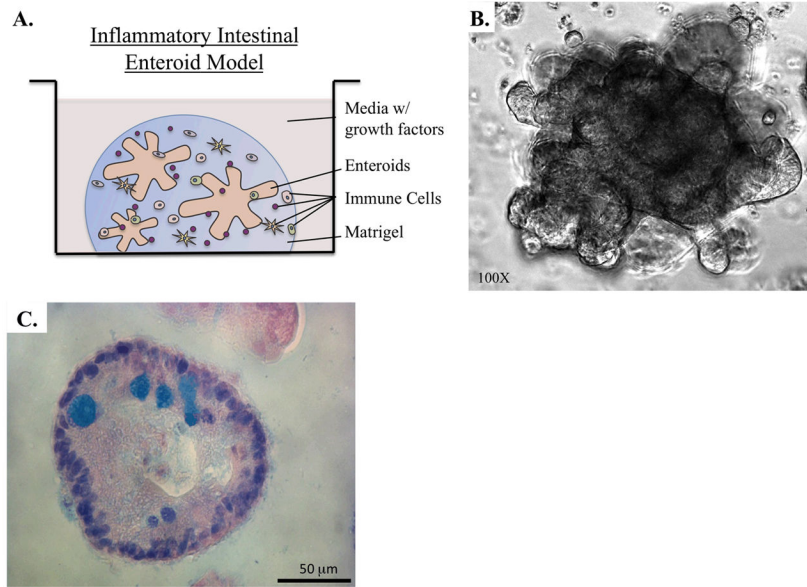 A.
Inflammatory Intestinal
Enteroid Model
Media w/
growth factors
Enteroids
Immune Cells
Matrigel
B.
100X
C.
50 μm